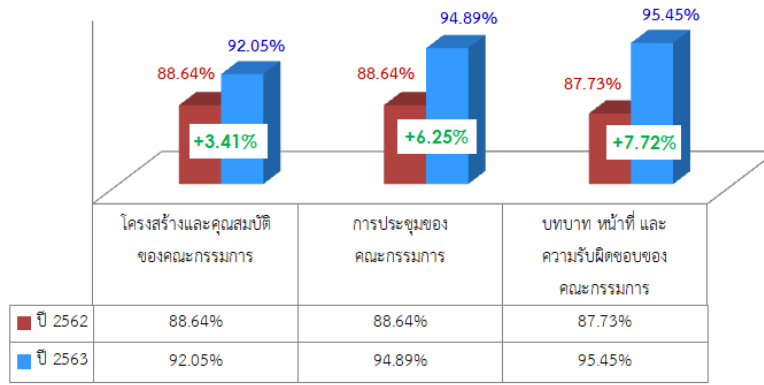 95.45%
94.89%
92.05%
88.64%
88.64%
87.73%
+3.41%
+6.25%
+7.72%
โครงสร้างและคุณสมบัติ
ของคณะกรรมการ
การประชุมของ
คณะกรรมการ
บทบาท หน้าที่ และ
ความรับผิดชอบของ
คณะกรรมการ
ปี 2562 88.64% 88.64% 87.73%
ปี 2563 92.05% 94.89% 95.45%